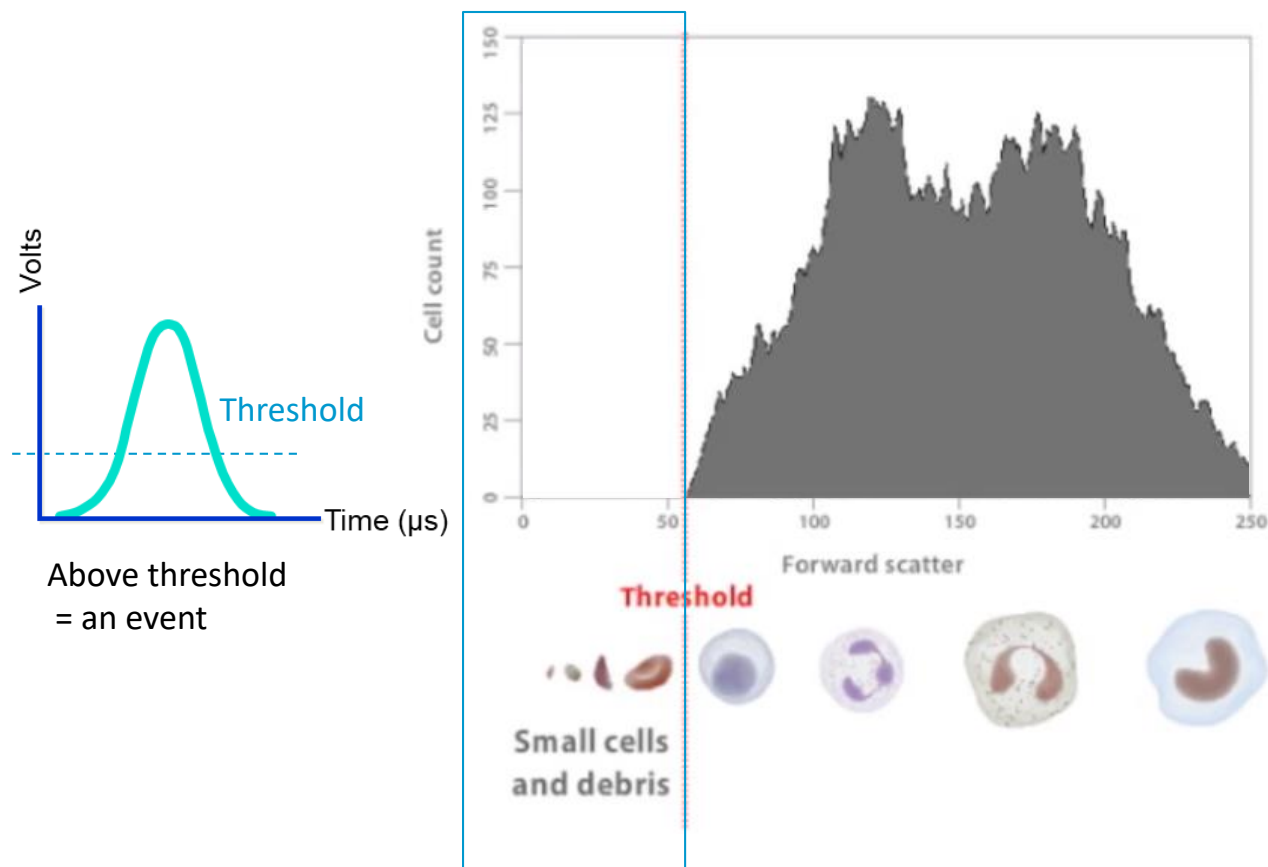 Volts
Threshold
Time (µs)
Above threshold
= an event
Cell count
150
125
100
75
50
25
0
0
50
100
150
200
250
Forward scatter
Threshold
Small cells
and debris